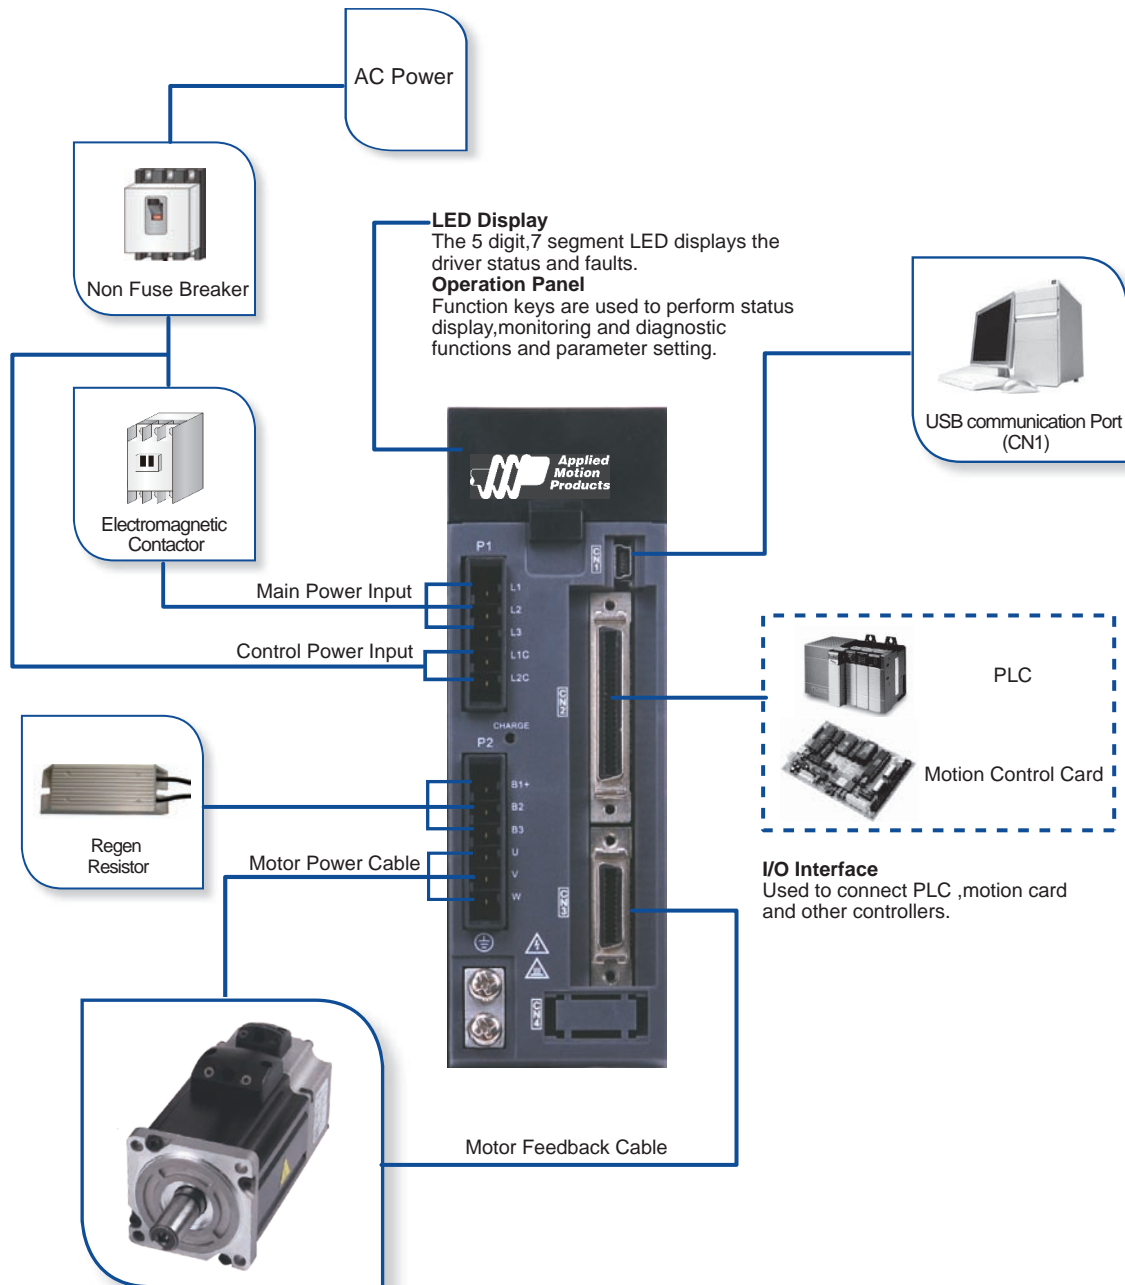 AC Power
Non Fuse Breaker
LED Display
The 5 digit,7 segment LED displays the
driver status and faults.
Operation Panel
Function keys are used to perform status
display,monitoring and diagnostic
functions and parameter setting.
USB communication Port
(CN1)
Electromagnetic
Contactor
Applied
Motion
Products
P1
CN1
L1
L2
L3
L1C
L2C
Main Power Input
Control Power Input
CN2
CHARGE
P2
B1+
B2
B3
U
V
W
PLC
Motion Control Card
Regen
Resistor
Motor Power Cable
I/O Interface
Used to connect PLC ,motion card
and other controllers.
CN3
CN4
Motor Feedback Cable